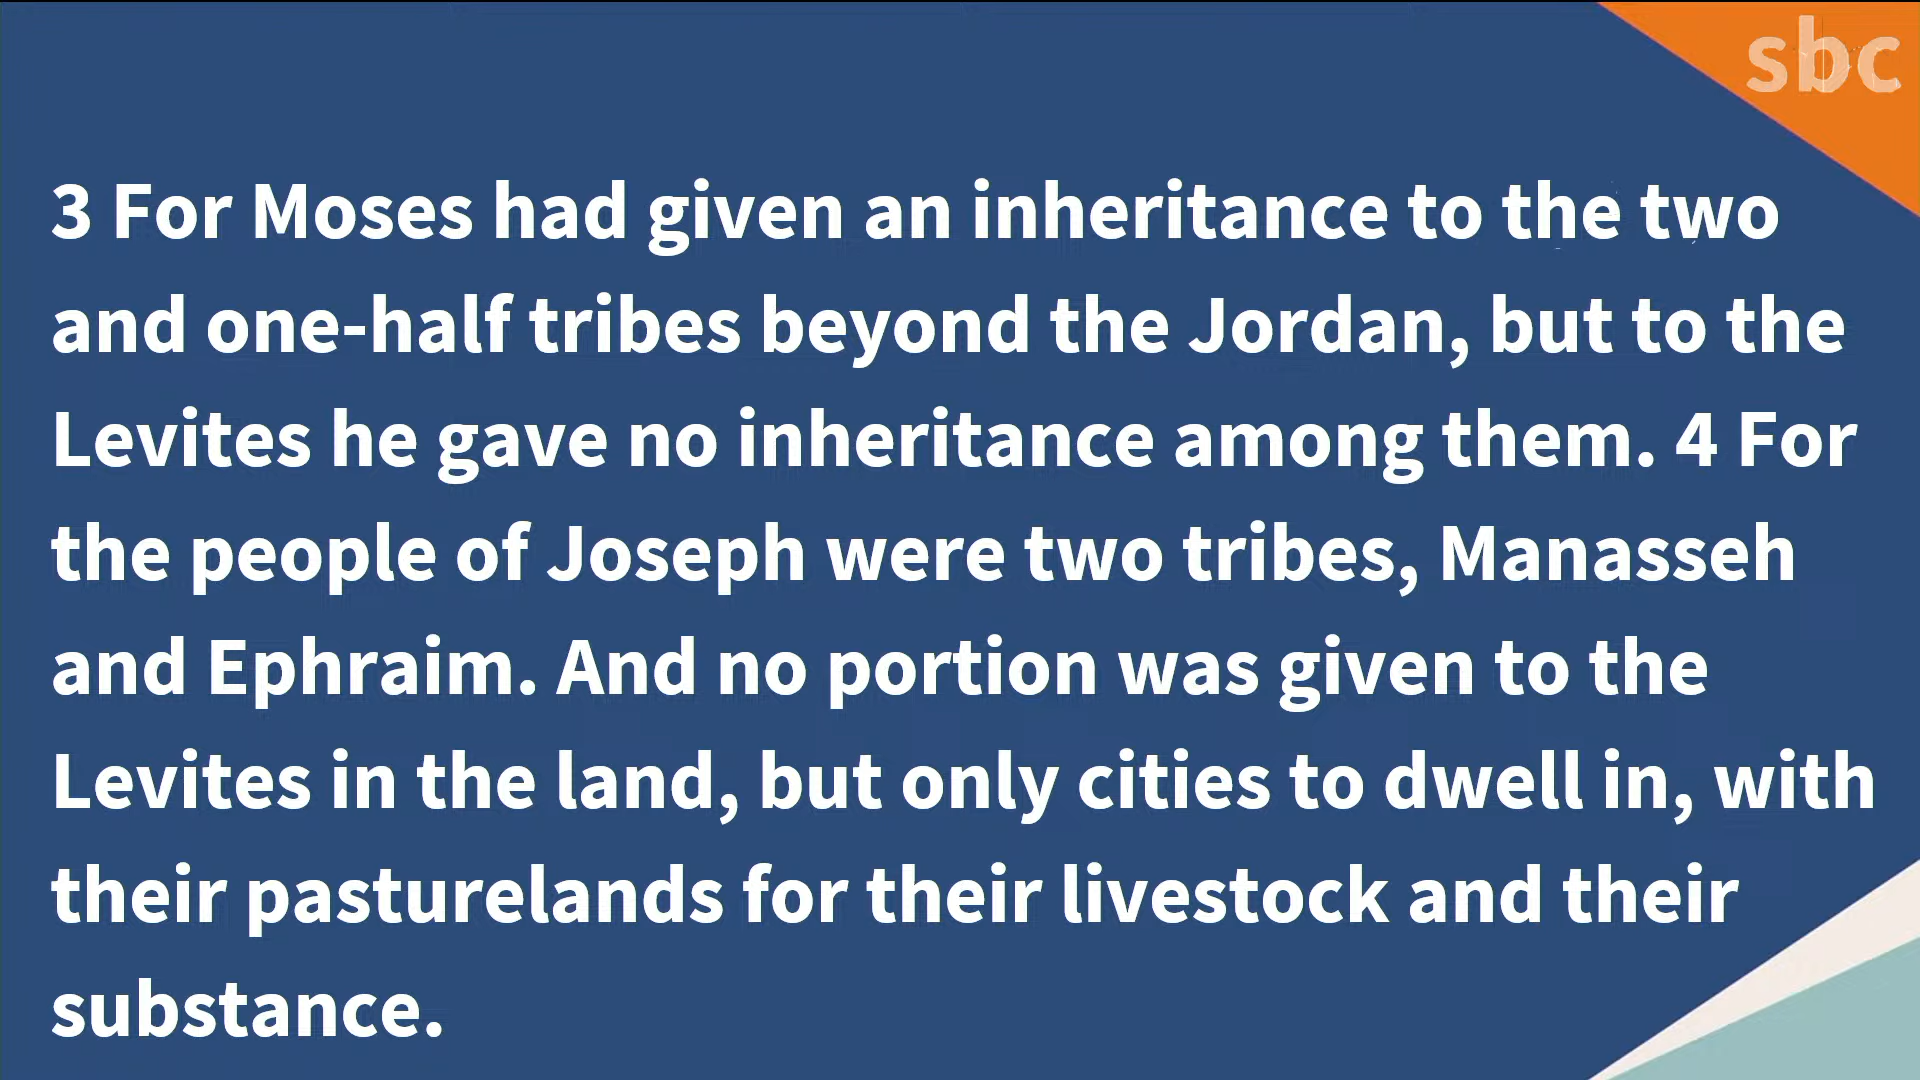 sbc
3 For Moses had given an inheritance to the two
and one-half tribes beyond the Jordan, but to the
Levites he gave no inheritance among them. 4 For
the people of Joseph were two tribes, Manasseh
and Ephraim. And no portion was given to the
Levites in the land, but only cities to dwell in, with
their pasturelands for their livestock and their
substance.